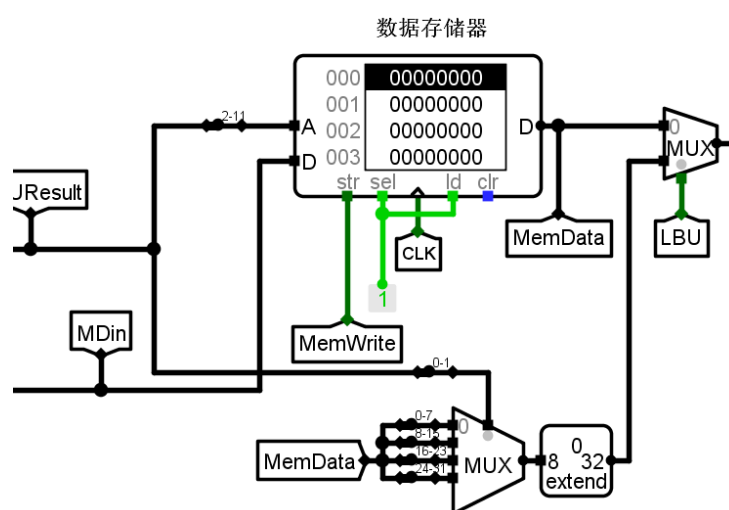 数据存储器
000 00000000
001 00000000
002 00000000
003 00000000
A
D
D
str sel ld clr
2-11
0
MUX
UResult
CLK
MemData
LBU
1
MDin
MemWrite
0-1
0-7
8-15
16-23
24-31
0
MUX
MemData
0
8 32
extend